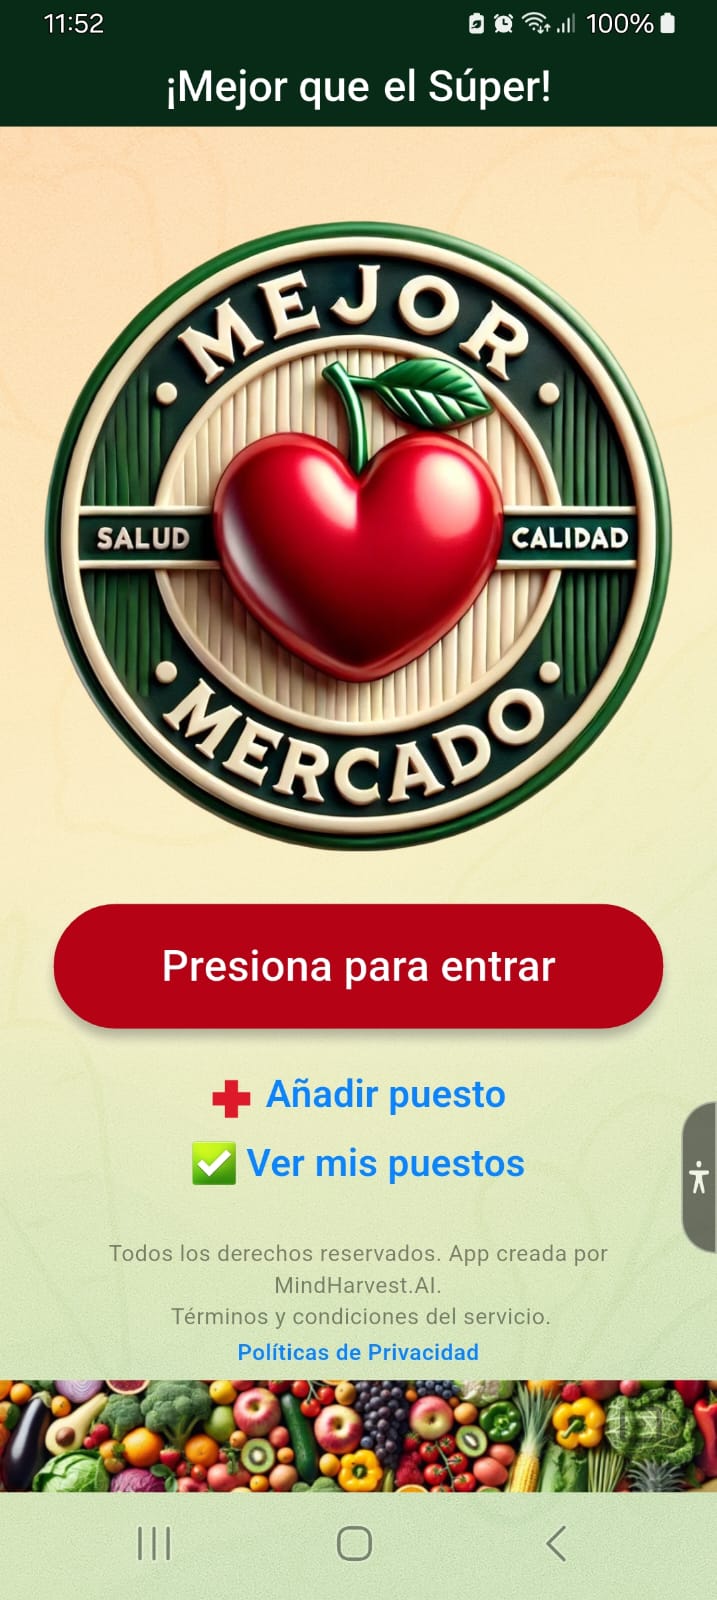 11:52
100%
¡Mejor que el Súper!
MEJOR
SALUD
CALIDAD
MERCADO
Presiona para entrar
Añadir puesto
Ver mis puestos
Todos los derechos reservados. App creada por
MindHarvest.AI.
Términos y condiciones del servicio.
Políticas de Privacidad